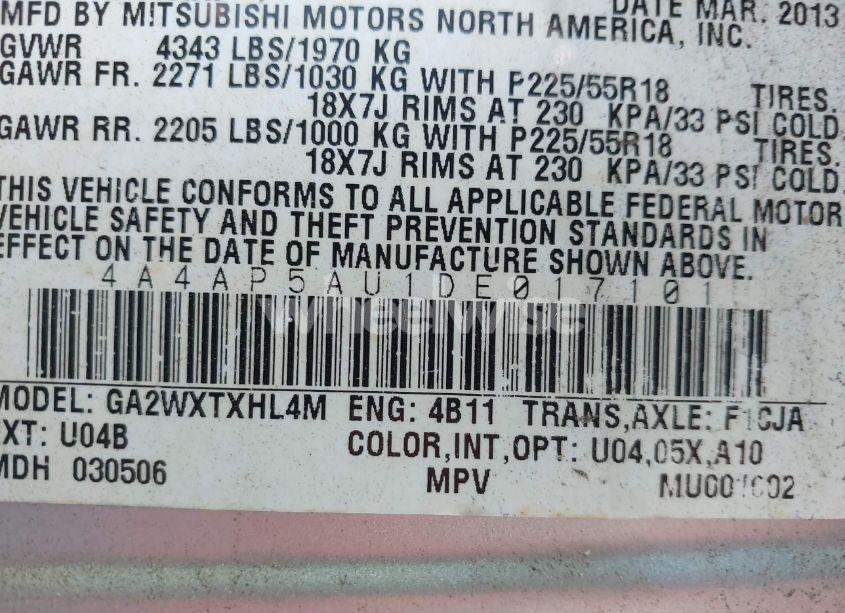 MFD BY MITSUBISHI MOTORS NORTH AMERICA, INC.
DATE MAR. 2013
GVWR 4343 LBS/1970 KG
GAWR FR. 2271 LBS/1030 KG WITH P225/55R18 TIRES.
18X7J RIMS AT 230 KPA/33 PSI COLD.
GAWR RR. 2205 LBS/1000 KG WITH P225/55R18 TIRES.
18X7J RIMS AT 230 KPA/33 PSI COLD.
THIS VEHICLE CONFORMS TO ALL APPLICABLE FEDERAL MOTOR
VEHICLE SAFETY AND THEFT PREVENTION STANDARDS IN
EFFECT ON THE DATE OF MANUFACTURE SHOWN ABOVE.
4A4AP5AU1DE017101
wheelwise
MODEL: GA2WXTXHL4M ENG: 4B11 TRANS,AXLE: F1CJA
EXT: U04B COLOR,INT,OPT: U04,05X,A10
MDH 030506 MPV